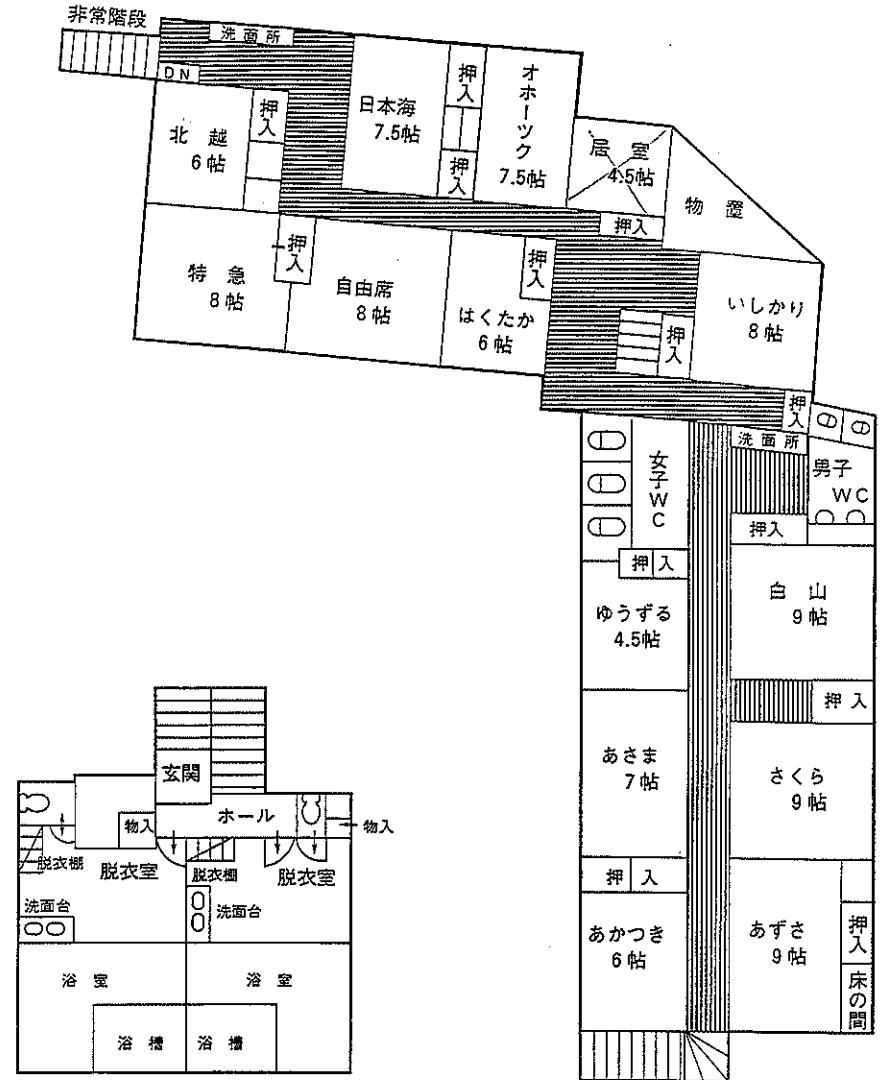 非常階段
洗面所
DN
北越
6帖
押入
日本海
7.5帖
押入
押入
オホーツク
7.5帖
居室
4.5帖
物置
押入
特急
8帖
押入
自由席
8帖
はくたか
6帖
押入
いしかり
8帖
押入
押入
洗面所
男子
WC
女子WC
押入
押入
ゆうずる
4.5帖
白山
9帖
押入
あさま
7帖
さくら
9帖
押入
あかつき
6帖
あずさ
9帖
押入
床の間
玄関
ホール
物入
物入
脱衣棚
脱衣室
脱衣棚
脱衣室
洗面台
洗面台
浴室
浴室
浴槽
浴槽